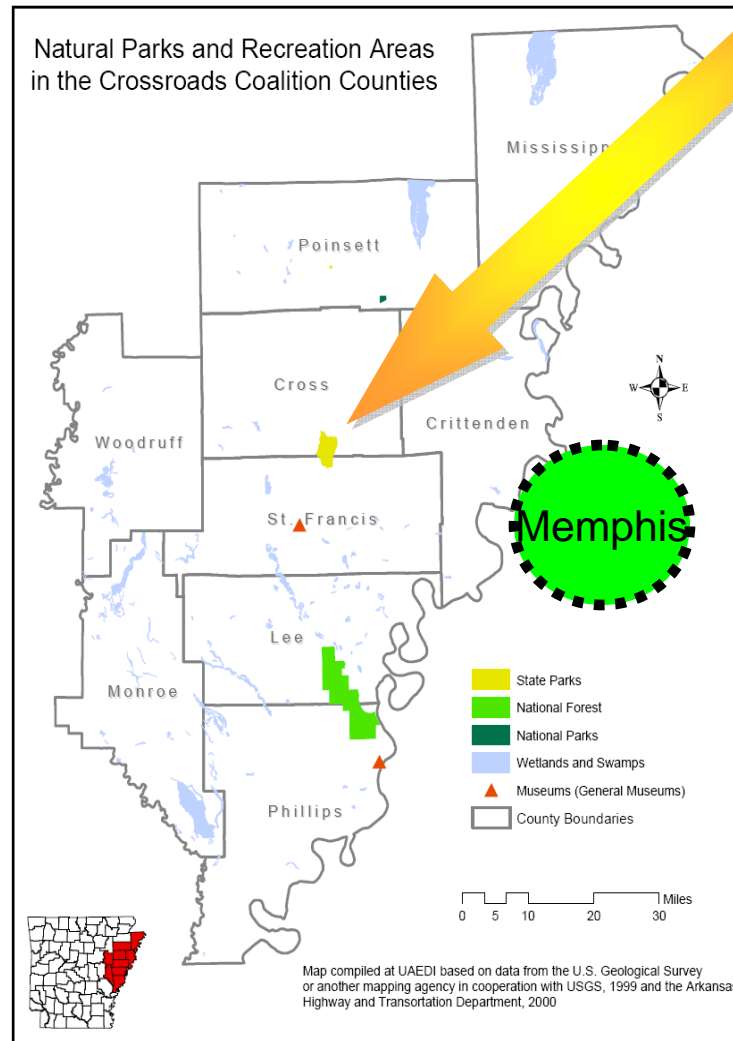 Natural Parks and Recreation Areas
in the Crossroads Coalition Counties
Mississipp
Poinsett
Cross
Crittenden
Woodruff
N
W E
S
St. Francis
Memphis
Lee
Monroe
Phillips
State Parks
National Forest
National Parks
Wetlands and Swamps
Museums (General Museums)
County Boundaries
Miles
0 5 10 20 30
Map compiled at UAEDI based on data from the U.S. Geological Survey
or another mapping agency in cooperation with USGS, 1999 and the Arkansas
Highway and Transortation Department, 2000